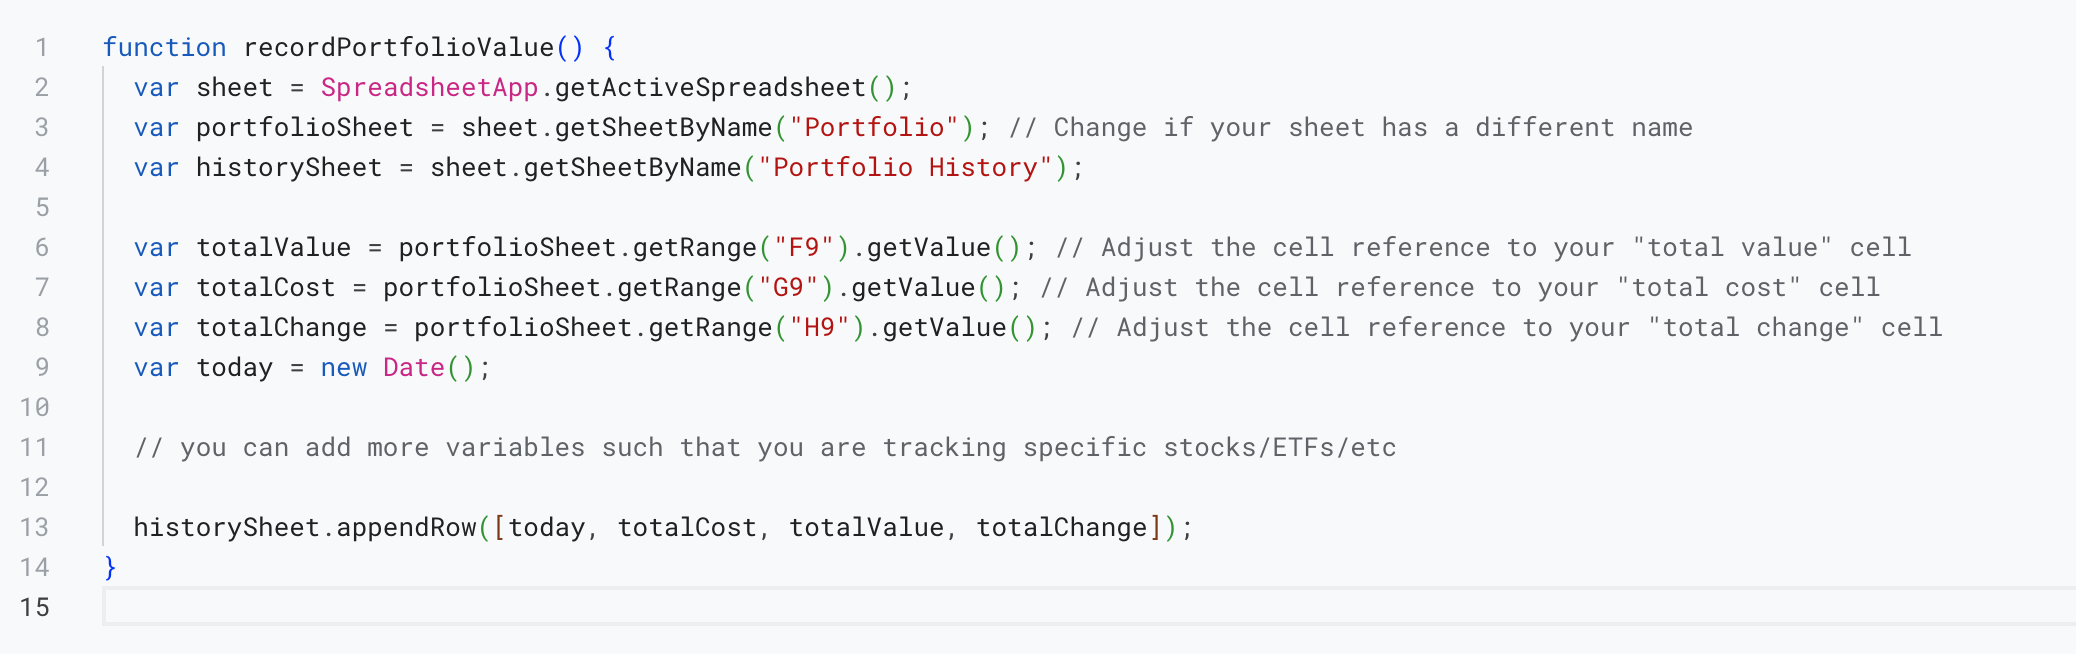 1 function recordPortfolioValue() {
2 var sheet = SpreadsheetApp.getActiveSpreadsheet();
3 var portfolioSheet = sheet.getSheetByName("Portfolio"); // Change if your sheet has a different name
4 var historySheet = sheet.getSheetByName("Portfolio History");
5
6 var totalValue = portfolioSheet.getRange("F9").getValue(); // Adjust the cell reference to your "total value" cell
7 var totalCost = portfolioSheet.getRange("G9").getValue(); // Adjust the cell reference to your "total cost" cell
8 var totalChange = portfolioSheet.getRange("H9").getValue(); // Adjust the cell reference to your "total change" cell
9 var today = new Date();
10
11 // you can add more variables such that you are tracking specific stocks/ETFs/etc
12
13 historySheet.appendRow([today, totalCost, totalValue, totalChange]);
14 }
15